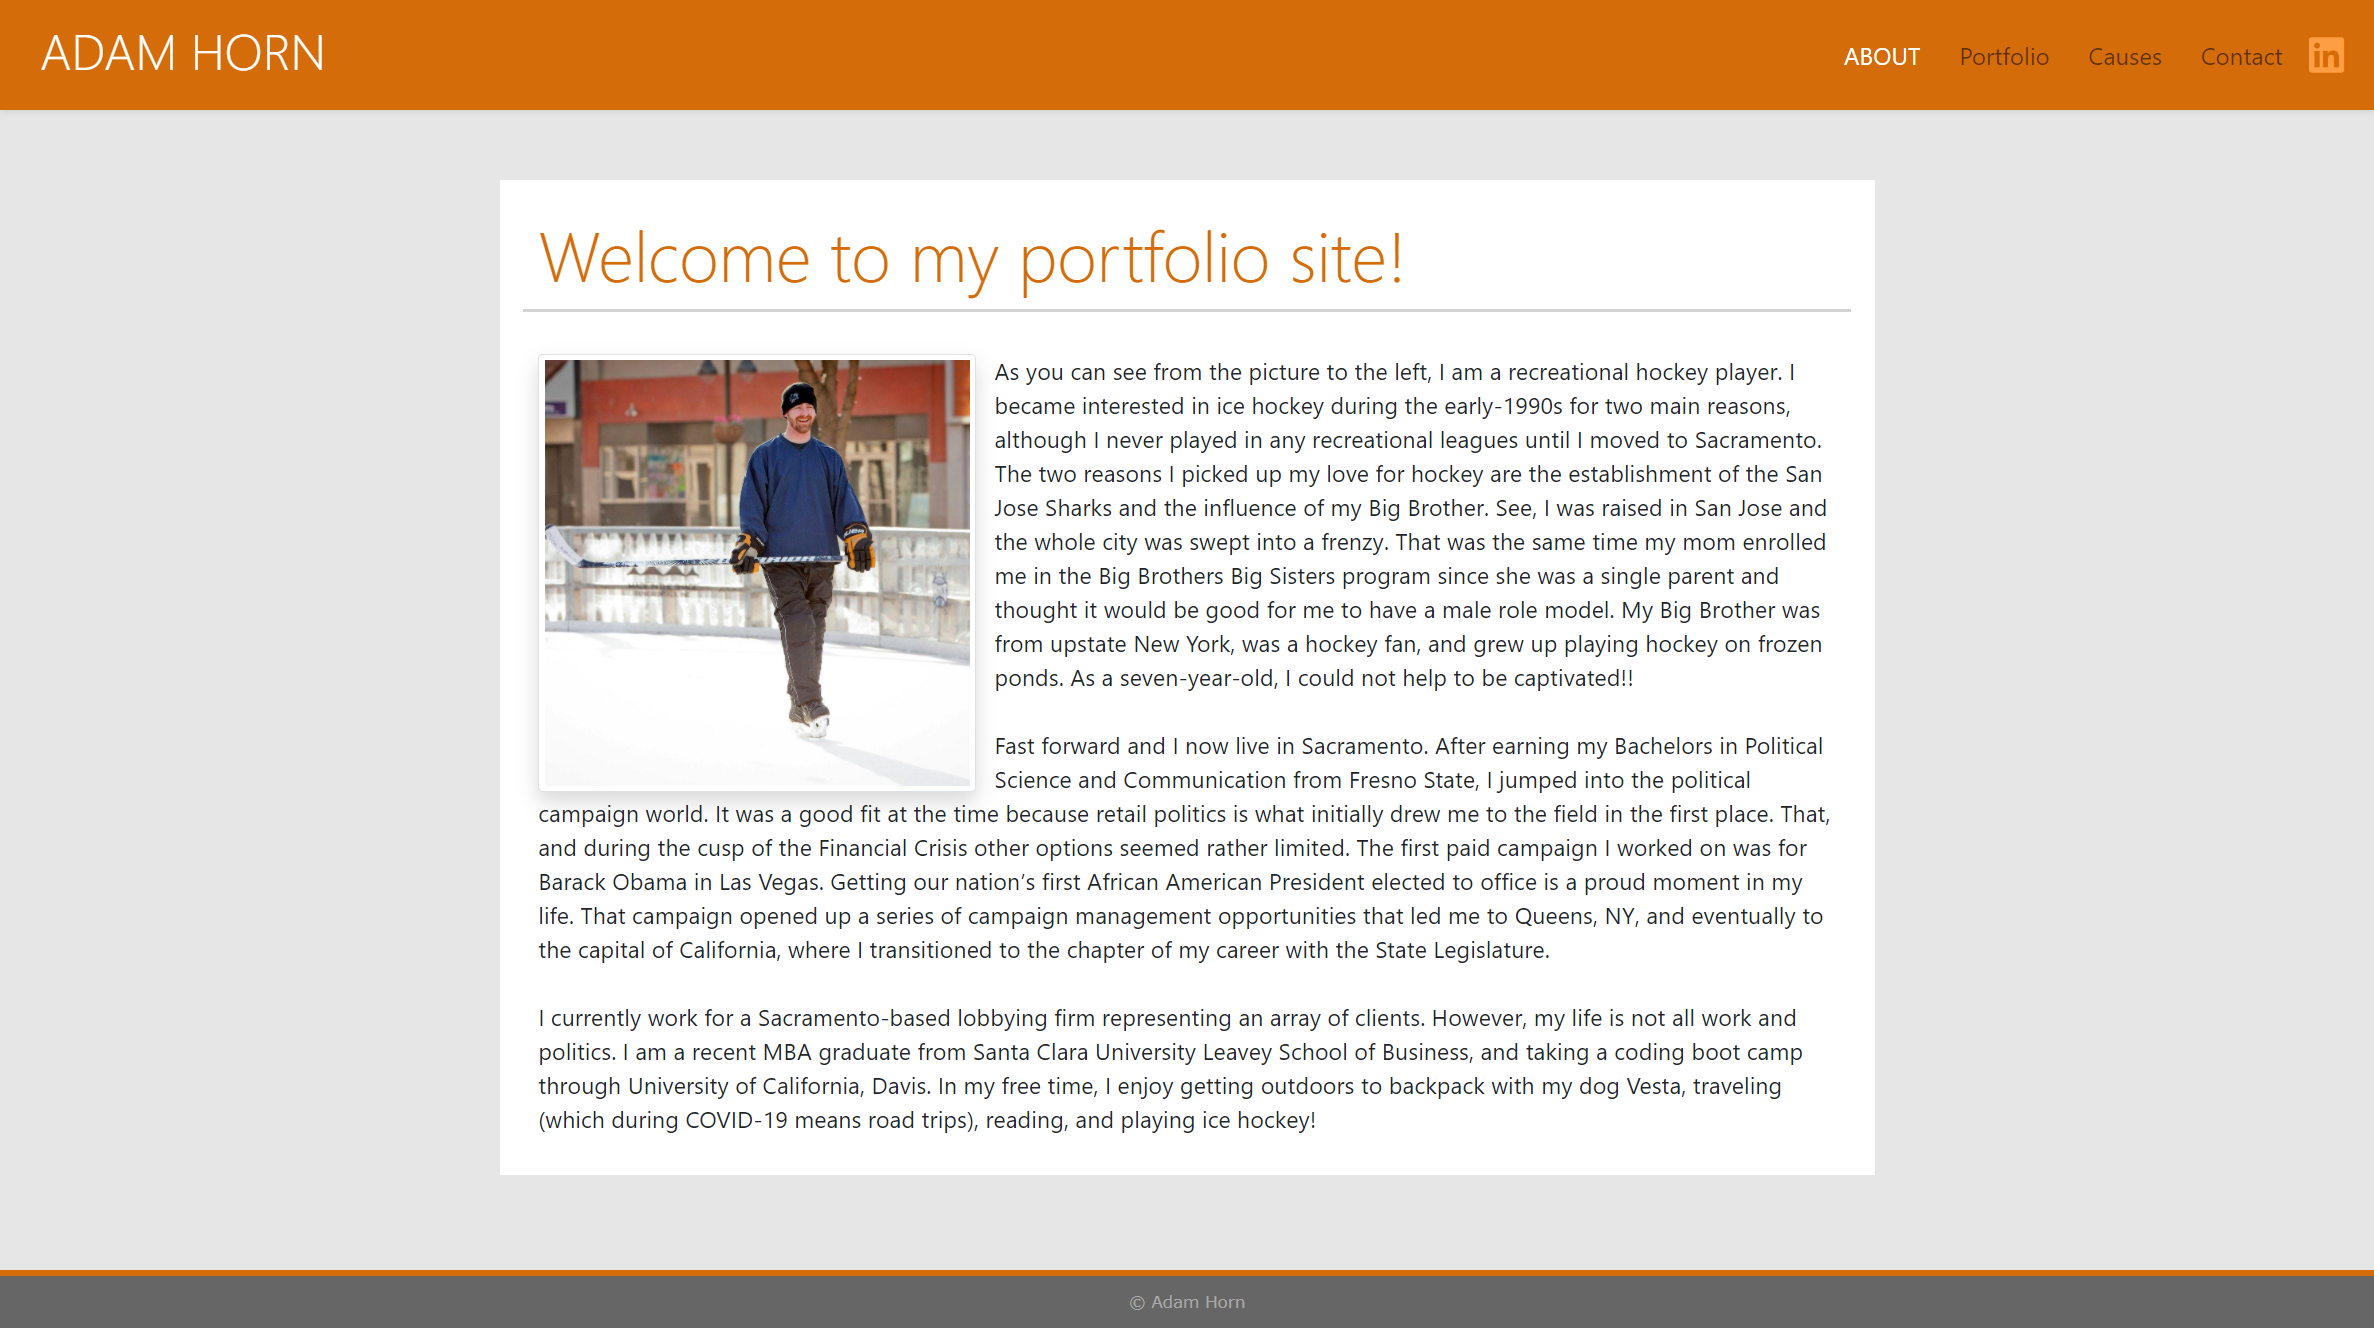 ADAM HORN
ABOUT
Portfolio
Causes
Contact
in
Welcome to my portfolio site!
As you can see from the picture to the left, I am a recreational hockey player. I
became interested in ice hockey during the early-1990s for two main reasons,
although I never played in any recreational leagues until I moved to Sacramento.
The two reasons I picked up my love for hockey are the establishment of the San
Jose Sharks and the influence of my Big Brother. See, I was raised in San Jose and
the whole city was swept into a frenzy. That was the same time my mom enrolled
me in the Big Brothers Big Sisters program since she was a single parent and
thought it would be good for me to have a male role model. My Big Brother was
from upstate New York, was a hockey fan, and grew up playing hockey on frozen
ponds. As a seven-year-old, I could not help to be captivated!!
Fast forward and I now live in Sacramento. After earning my Bachelors in Political
Science and Communication from Fresno State, I jumped into the political
campaign world. It was a good fit at the time because retail politics is what initially drew me to the field in the first place. That,
and during the cusp of the Financial Crisis other options seemed rather limited. The first paid campaign I worked on was for
Barack Obama in Las Vegas. Getting our nation’s first African American President elected to office is a proud moment in my
life. That campaign opened up a series of campaign management opportunities that led me to Queens, NY, and eventually to
the capital of California, where I transitioned to the chapter of my career with the State Legislature.
I currently work for a Sacramento-based lobbying firm representing an array of clients. However, my life is not all work and
politics. I am a recent MBA graduate from Santa Clara University Leavey School of Business, and taking a coding boot camp
through University of California, Davis. In my free time, I enjoy getting outdoors to backpack with my dog Vesta, traveling
(which during COVID-19 means road trips), reading, and playing ice hockey!
© Adam Horn